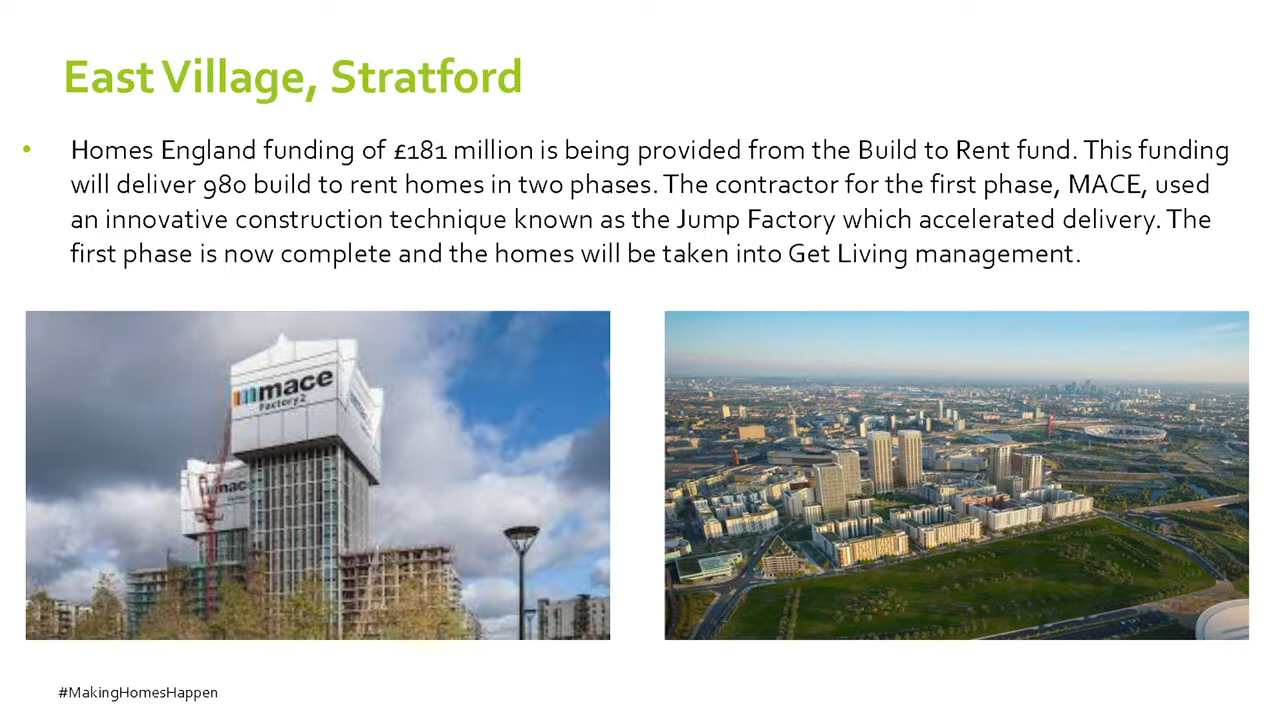 East Village, Stratford
• Homes England funding of £181 million is being provided from the Build to Rent fund. This funding
will deliver 980 build to rent homes in two phases. The contractor for the first phase, MACE, used
an innovative construction technique known as the Jump Factory which accelerated delivery. The
first phase is now complete and the homes will be taken into Get Living management.
mace
Factory 2
mac
#MakingHomesHappen